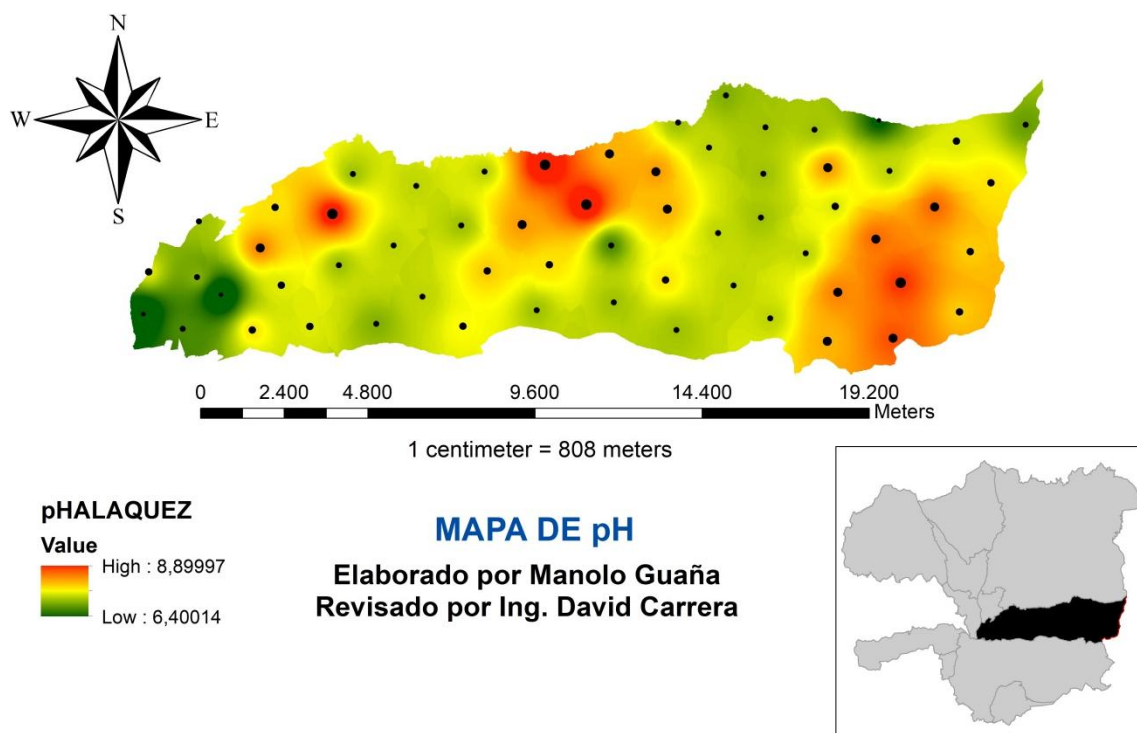 N
W E
S
0 2.400 4.800 9.600 14.400 19.200
Meters
1 centimeter = 808 meters
pHALAQUEZ
Value
High : 8,89997
Low : 6,40014
MAPA DE pH
Elaborado por Manolo Guaña
Revisado por Ing. David Carrera